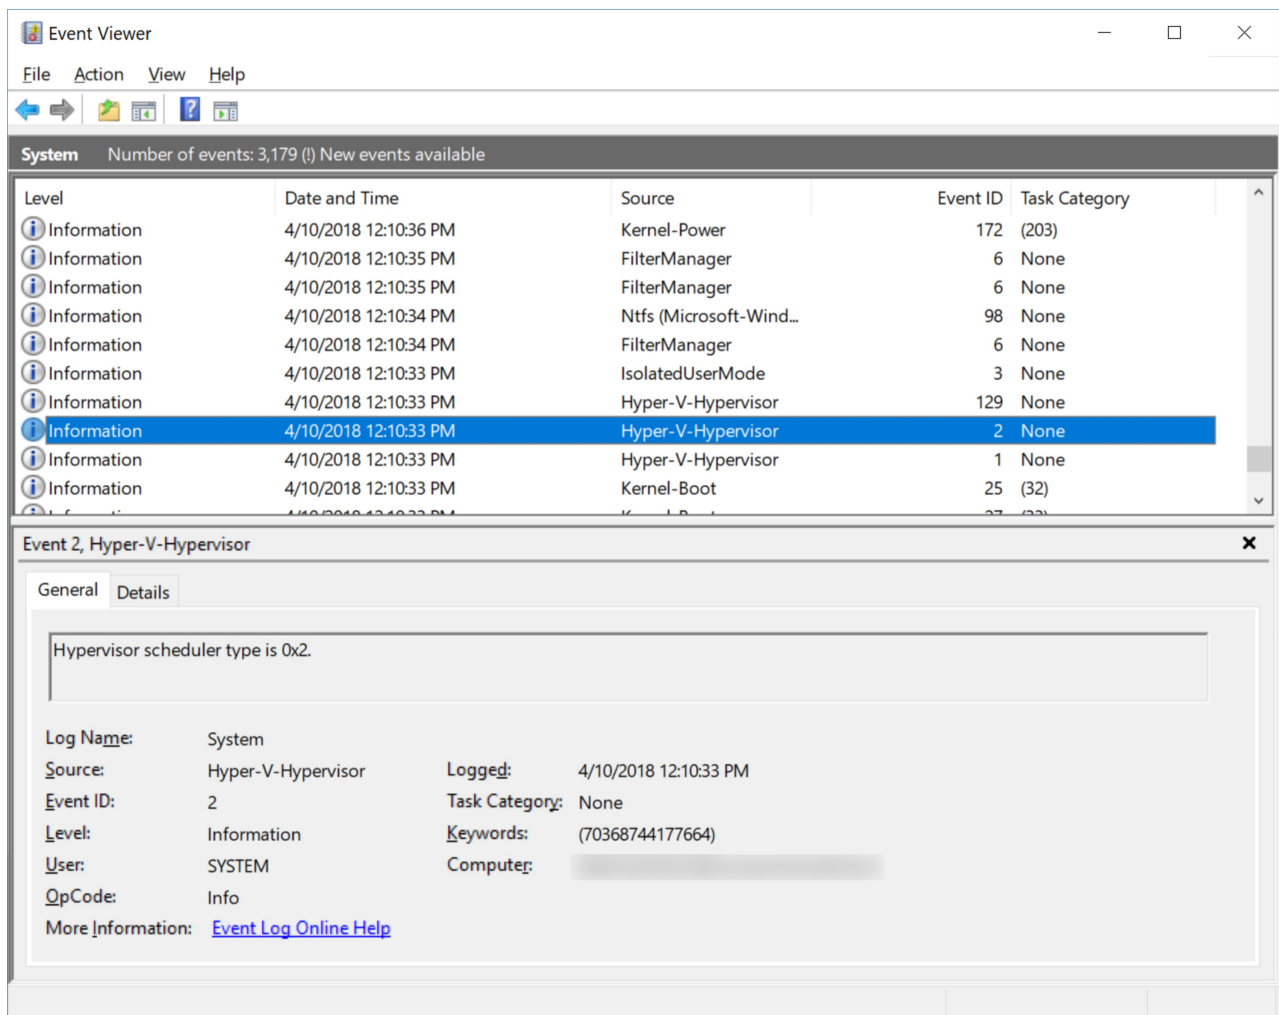 Event Viewer
File Action View Help
System Number of events: 3,179 (!) New events available
Level Date and Time Source Event ID Task Category
Information 4/10/2018 12:10:36 PM Kernel-Power 172 (203)
Information 4/10/2018 12:10:35 PM FilterManager 6 None
Information 4/10/2018 12:10:35 PM FilterManager 6 None
Information 4/10/2018 12:10:34 PM Ntfs (Microsoft-Wind... 98 None
Information 4/10/2018 12:10:34 PM FilterManager 6 None
Information 4/10/2018 12:10:33 PM IsolatedUserMode 3 None
Information 4/10/2018 12:10:33 PM Hyper-V-Hypervisor 129 None
Information 4/10/2018 12:10:33 PM Hyper-V-Hypervisor 2 None
Information 4/10/2018 12:10:33 PM Hyper-V-Hypervisor 1 None
Information 4/10/2018 12:10:33 PM Kernel-Boot 25 (32)
Event 2, Hyper-V-Hypervisor
General Details
Hypervisor scheduler type is 0x2.
Log Name: System
Source: Hyper-V-Hypervisor Logged: 4/10/2018 12:10:33 PM
Event ID: 2 Task Category: None
Level: Information Keywords: (70368744177664)
User: SYSTEM Computer:
OpCode: Info
More Information: Event Log Online Help